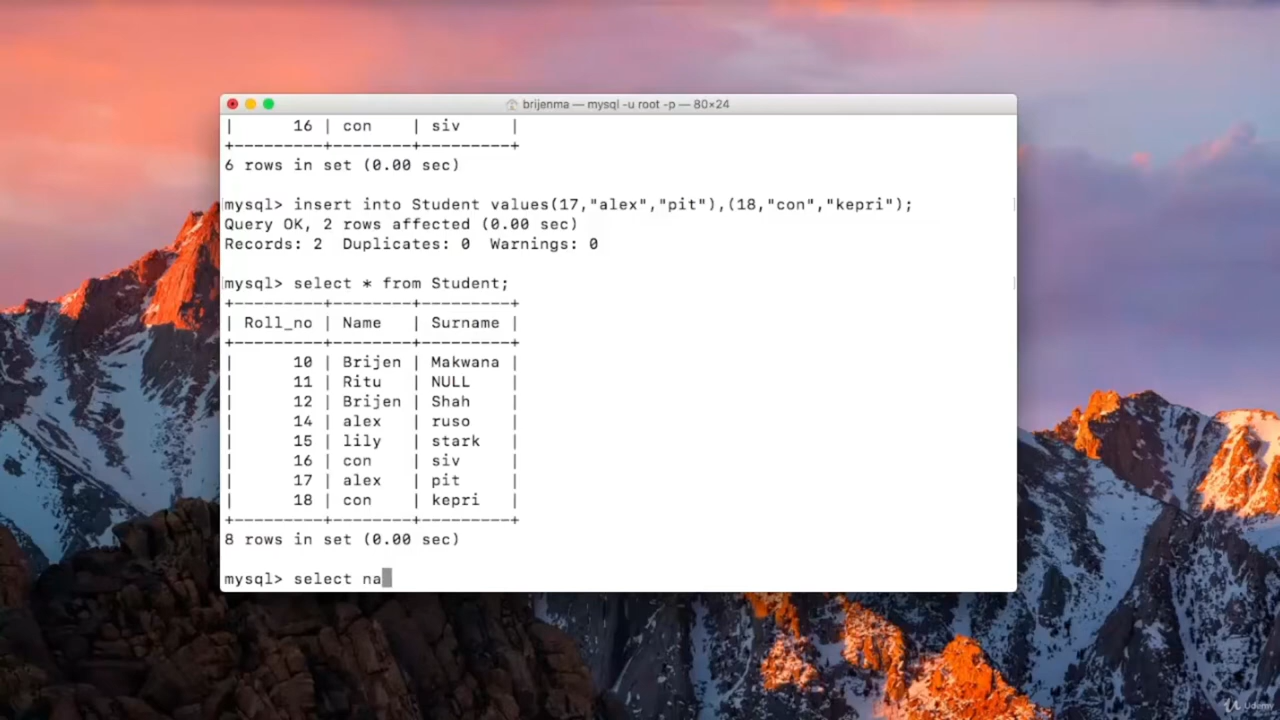 brijenma — mysql -u root -p — 80×24
|      16 | con    | siv     |
+---------+--------+---------+
6 rows in set (0.00 sec)
mysql> insert into Student values(17,"alex","pit"),(18,"con","kepri");
Query OK, 2 rows affected (0.00 sec)
Records: 2  Duplicates: 0  Warnings: 0
mysql> select * from Student;
+---------+--------+---------+
| Roll_no | Name   | Surname |
+---------+--------+---------+
|      10 | Brijen | Makwana |
|      11 | Ritu   | NULL    |
|      12 | Brijen | Shah    |
|      14 | alex   | ruso    |
|      15 | lily   | stark   |
|      16 | con    | siv     |
|      17 | alex   | pit     |
|      18 | con    | kepri   |
+---------+--------+---------+
8 rows in set (0.00 sec)
mysql> select na
Udemy